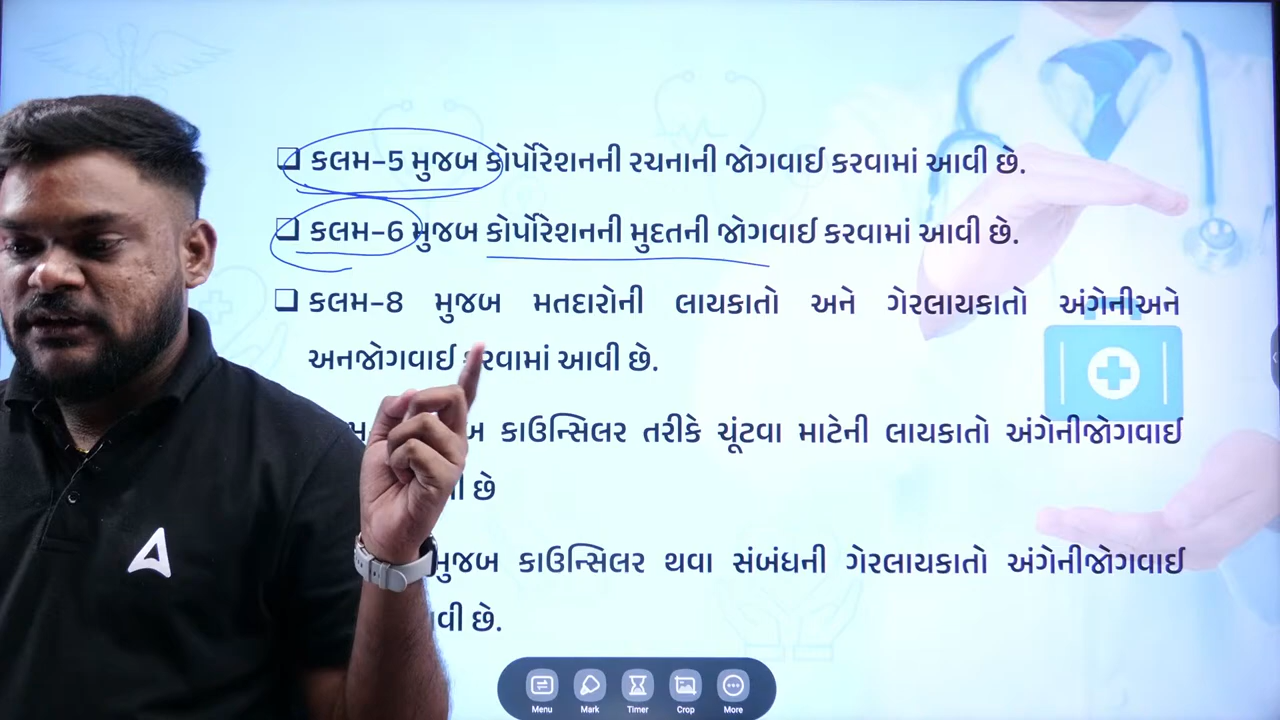 ❑ કલમ–5 મુજબ કોર્પોરેશનની રચનાની જોગવાઈ કરવામાં આવી છે.
❑ કલમ–6 મુજબ કોર્પોરેશનની મુદતની જોગવાઈ કરવામાં આવી છે.
❑ કલમ–8 મુજબ મતદારોની લાયકાતો અને ગેરલાયકાતો અંગેનીઅને
અનજોગવાઈ કરવામાં આવી છે.
કાઉન્સિલર તરીકે ચૂંટવા માટેની લાયકાતો અંગેનીજોગવાઈ
છે
મુજબ કાઉન્સિલર થવા સંબંધની ગેરલાયકાતો અંગેનીજોગવાઈ
છે.
Menu Mark Timer Crop More